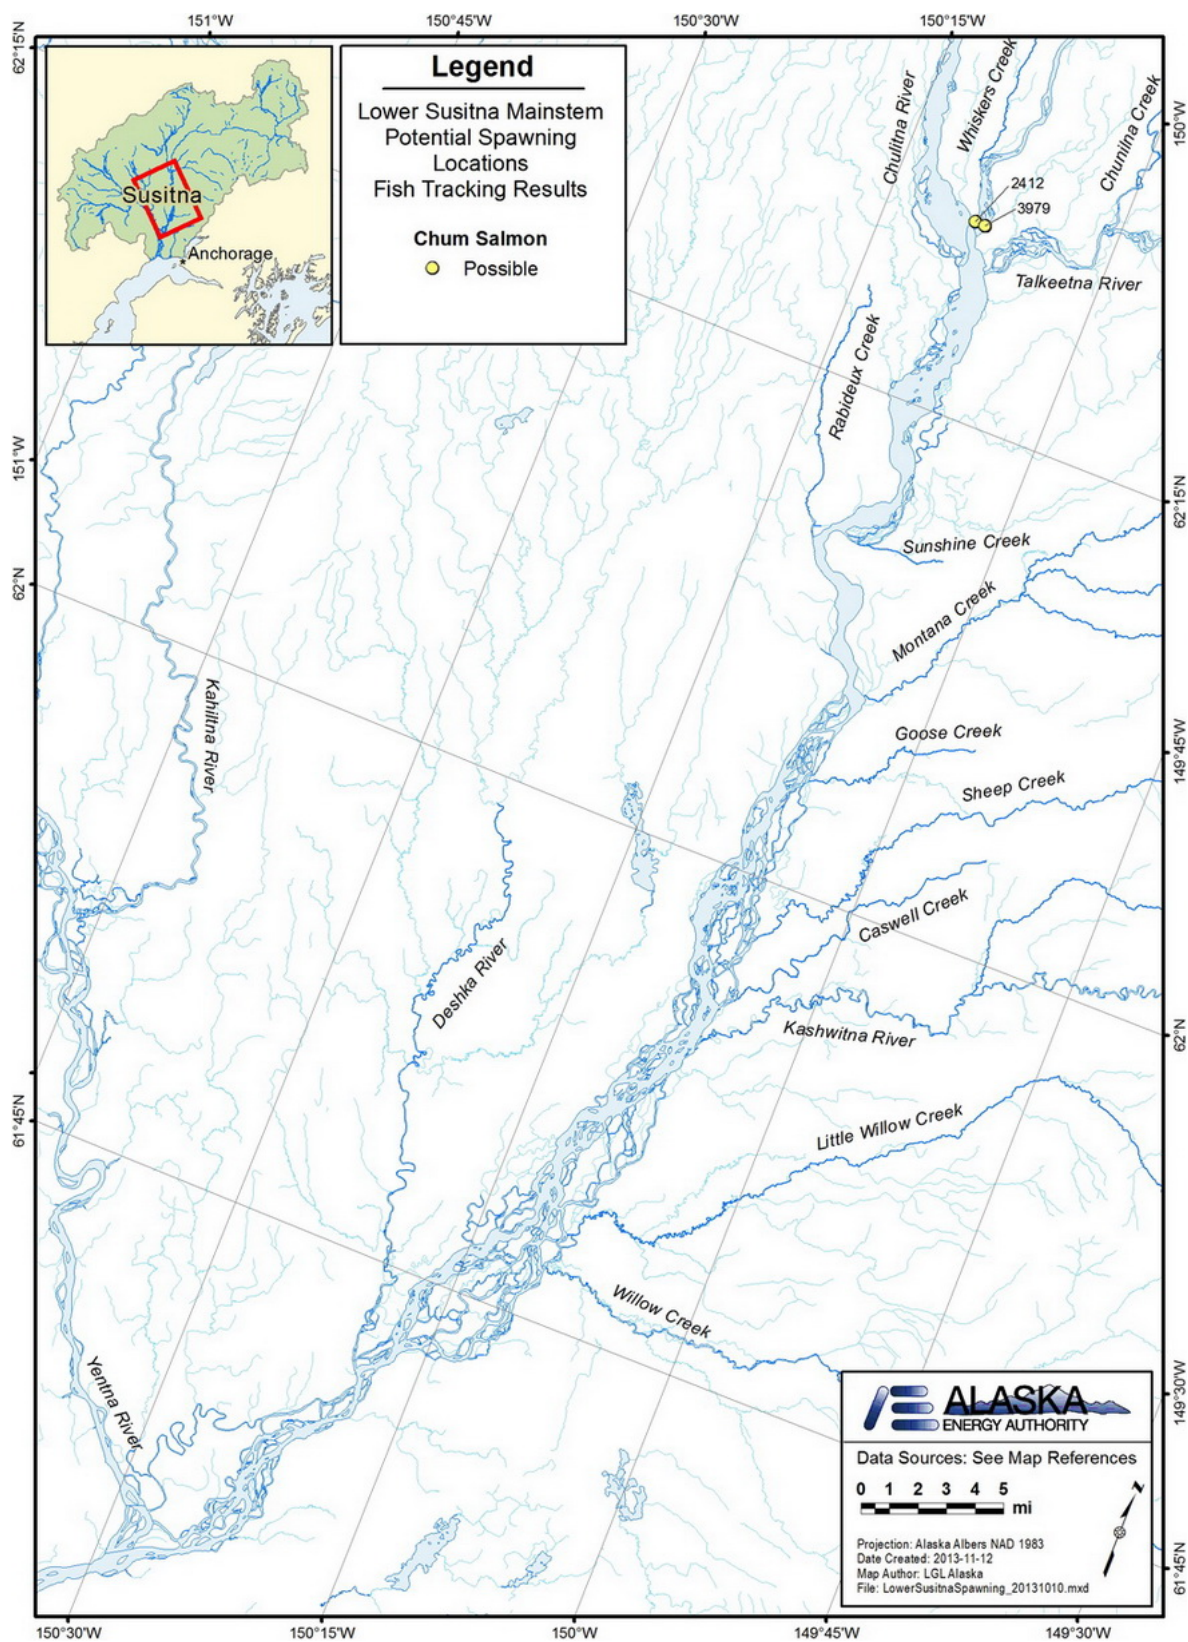 151°W
150°45'W
150°30'W
150°15'W
62°15'N
Legend
Lower Susitna Mainstem
Potential Spawning
Locations
Fish Tracking Results
Chum Salmon
Possible
Susitna
Anchorage
Chulitna River
Whiskers Creek
Chunilna Creek
150°W
2412
3979
Talkeetna River
Rabideux Creek
151°W
62°15'N
Sunshine Creek
62°N
Montana Creek
Kahiltna River
Goose Creek
149°45'W
Sheep Creek
Caswell Creek
Deshka River
Kashwitna River
62°N
61°45'N
Little Willow Creek
Willow Creek
Yentna River
149°30'W
ALASKA
ENERGY AUTHORITY
Data Sources: See Map References
0 1 2 3 4 5
mi
N
Projection: Alaska Albers NAD 1983
Date Created: 2013-11-12
Map Author: LGL Alaska
File: LowerSusitnaSpawning_20131010.mxd
61°45'N
150°30'W
150°15'W
150°W
149°45'W
149°30'W